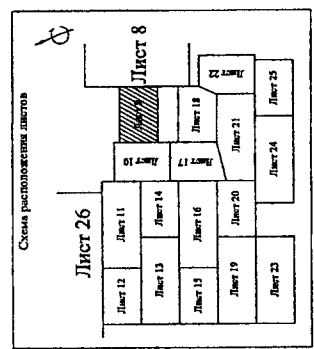 Схема расположения листов
Лист 8
Лист 26
Лист 22
Лист 25
Лист 18
Лист 21
Лист 24
Лист 10
Лист 17
Лист 11
Лист 14
Лист 16
Лист 20
Лист 12
Лист 13
Лист 15
Лист 19
Лист 23